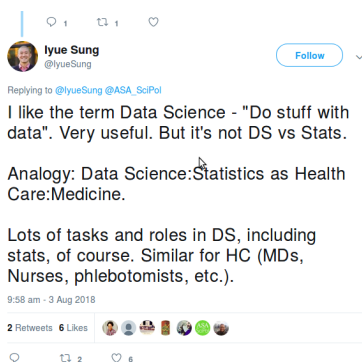 1 1
Iyue Sung
@IyueSung
Follow
Replying to @IyueSung @ASA_SciPol
I like the term Data Science - "Do stuff with
data". Very useful. But it's not DS vs Stats.
Analogy: Data Science:Statistics as Health
Care:Medicine.
Lots of tasks and roles in DS, including
stats, of course. Similar for HC (MDs,
Nurses, phlebotomists, etc.).
9:58 am - 3 Aug 2018
2 Retweets 6 Likes
2 6